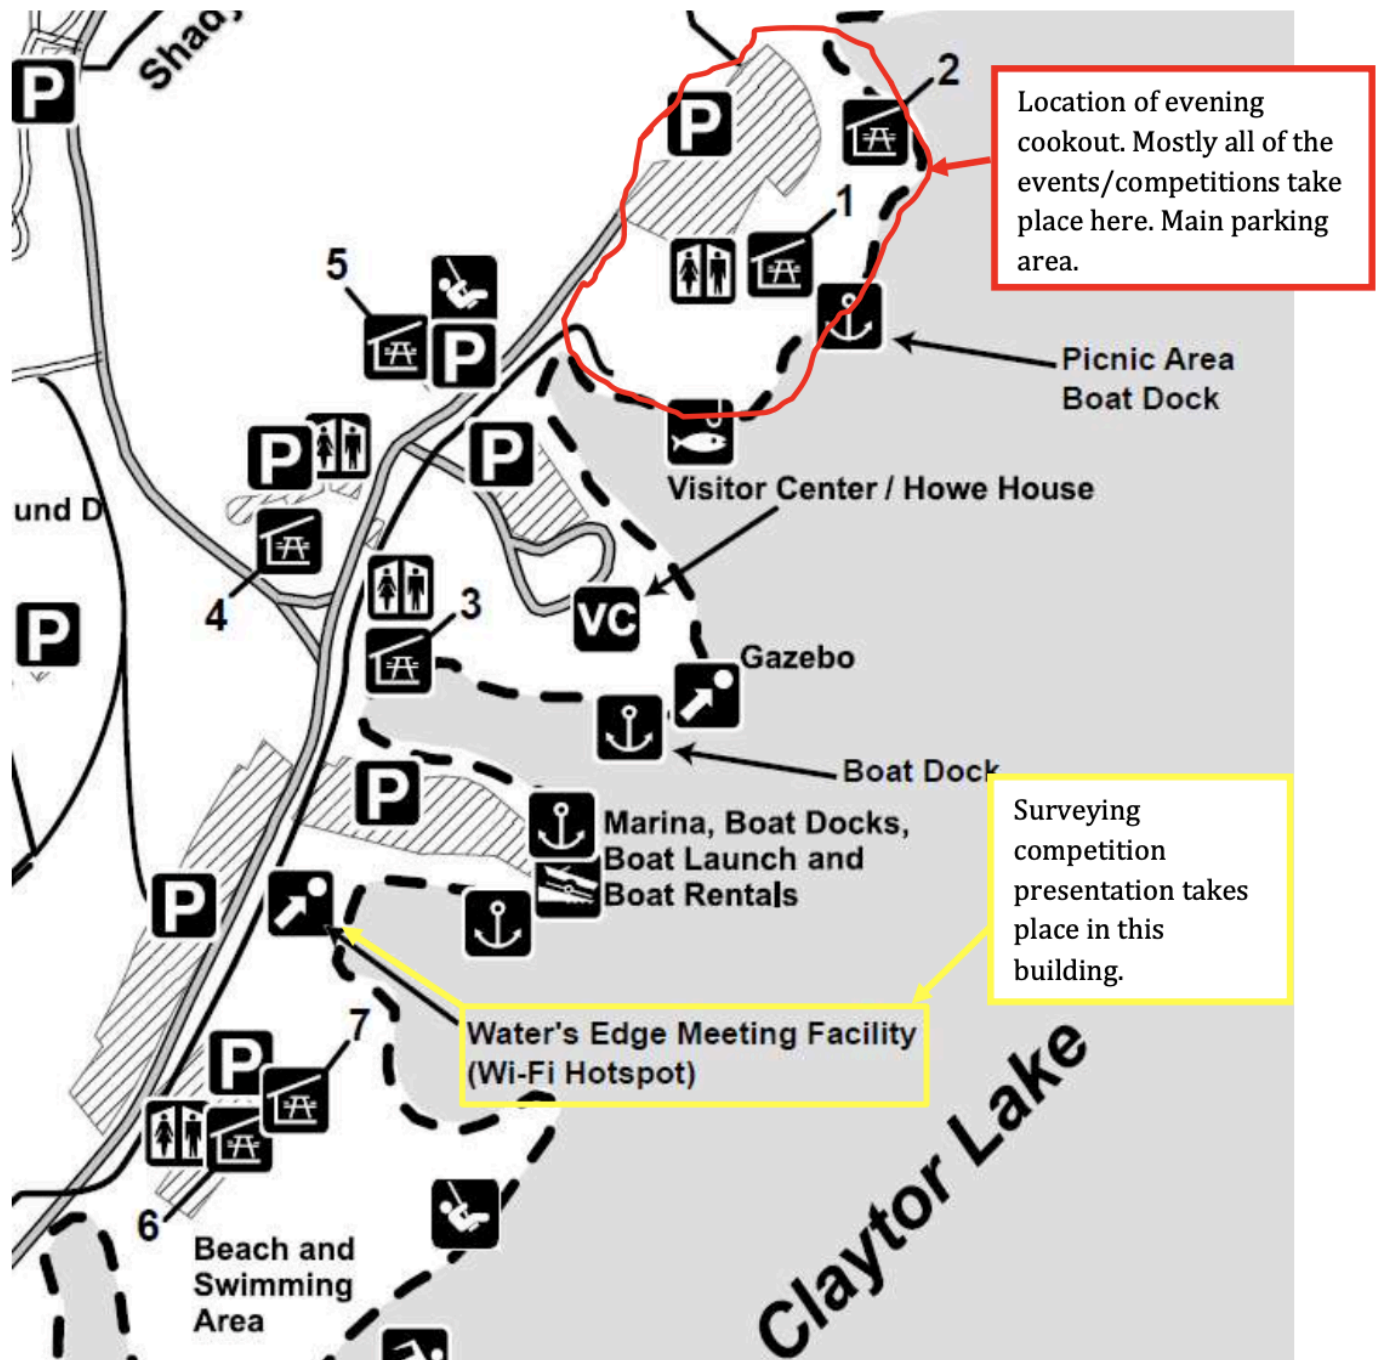 Shady
P
P
2
Location of evening
cookout. Mostly all of the
events/competitions take
place here. Main parking
area.
1
5
P
Picnic Area
Boat Dock
P
P
Visitor Center / Howe House
und D
4
3
P
VC
Gazebo
Boat Dock
P
Marina, Boat Docks,
Boat Launch and
Boat Rentals
Surveying
competition
presentation takes
place in this
building.
P
Water's Edge Meeting Facility
(Wi-Fi Hotspot)
7
P
6
Beach and
Swimming
Area
Claytor Lake